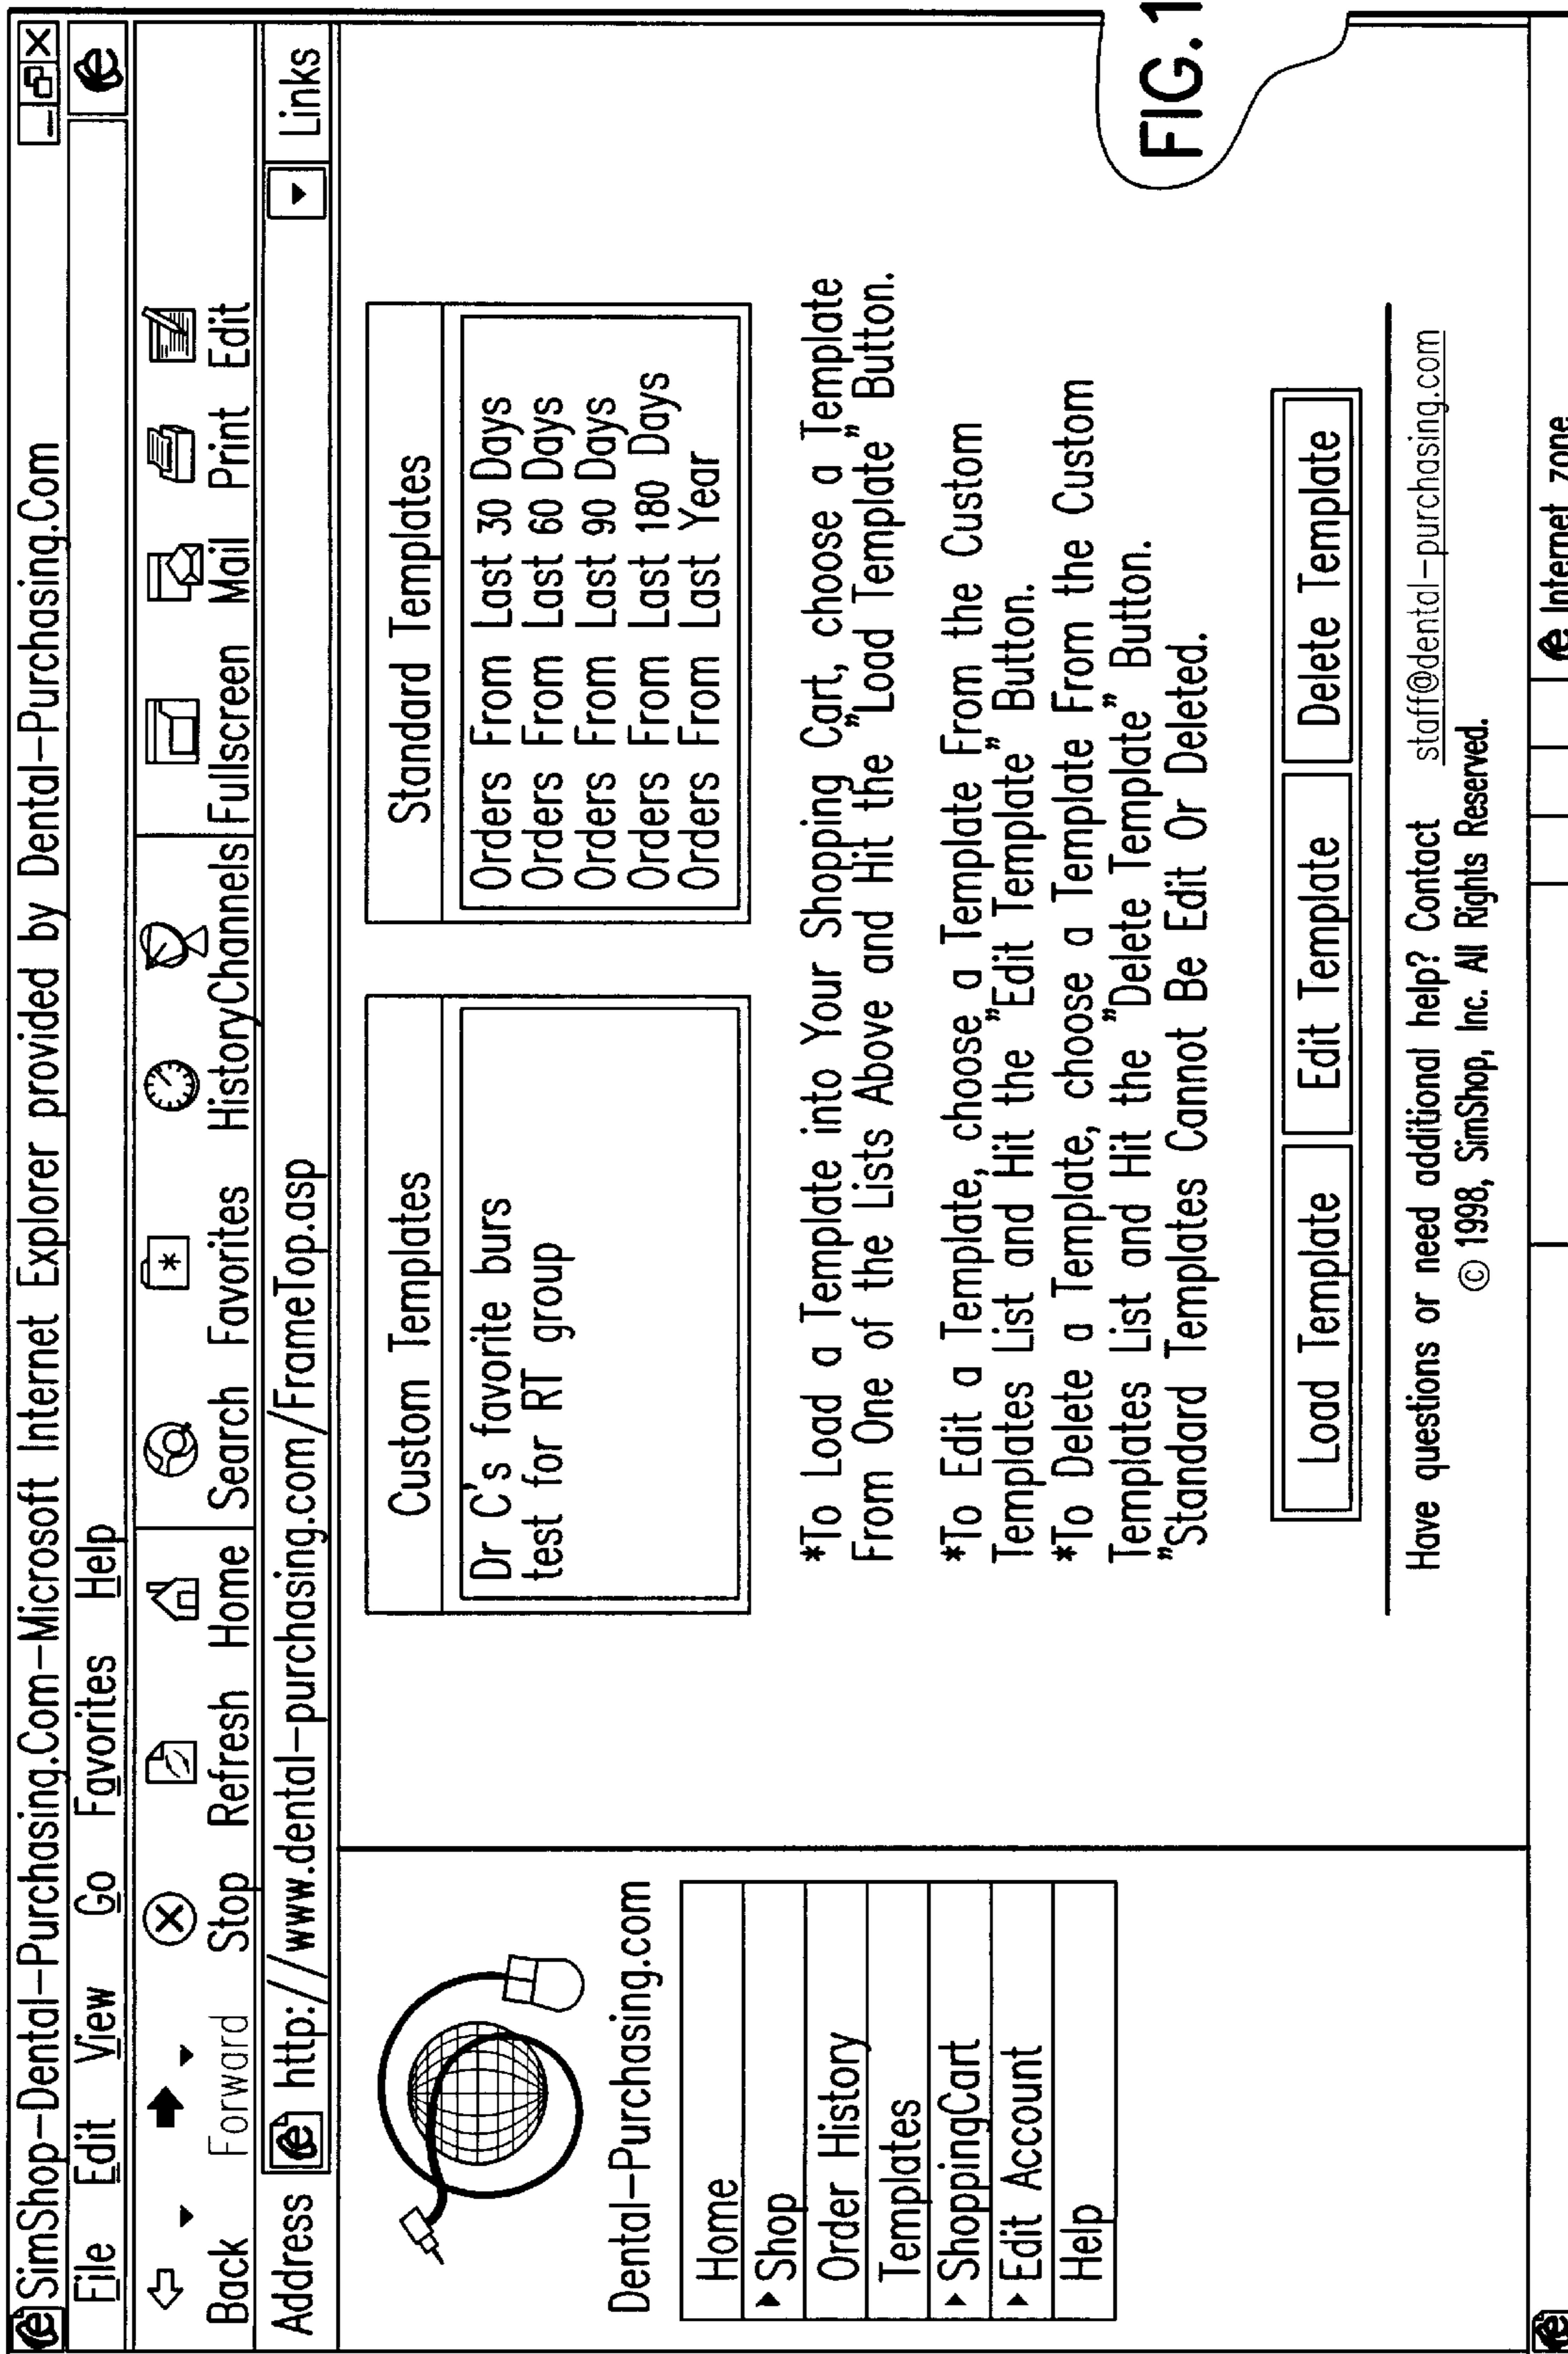 SimShop-Dental-Purchasing.Com-Microsoft Internet Explorer provided by Dental-Purchasing.Com
File Edit View Go Favorites Help
Back Forward Stop Refresh Home Search Favorites History Channels Fullscreen Mail Print Edit
Address http://www.dental-purchasing.com/FrameTop.asp Links
Dental-Purchasing.com
Home
Shop
Order History
Templates
ShoppingCart
Edit Account
Help
Custom Templates
Dr C's favorite burs
test for RT group
Standard Templates
Orders From Last 30 Days
Orders From Last 60 Days
Orders From Last 90 Days
Orders From Last 180 Days
Orders From Last Year
*To Load a Template into Your Shopping Cart, choose a Template
From One of the Lists Above and Hit the "Load Template" Button.
*To Edit a Template, choose a Template From the Custom
Templates List and Hit the "Edit Template" Button.
*To Delete a Template, choose a Template From the Custom
Templates List and Hit the "Delete Template" Button.
"Standard Templates Cannot Be Edit Or Deleted.
Load Template Edit Template Delete Template
Have questions or need additional help? Contact staff@dental-purchasing.com
© 1998, SimShop, Inc. All Rights Reserved.
Internet zone
FIG. 1